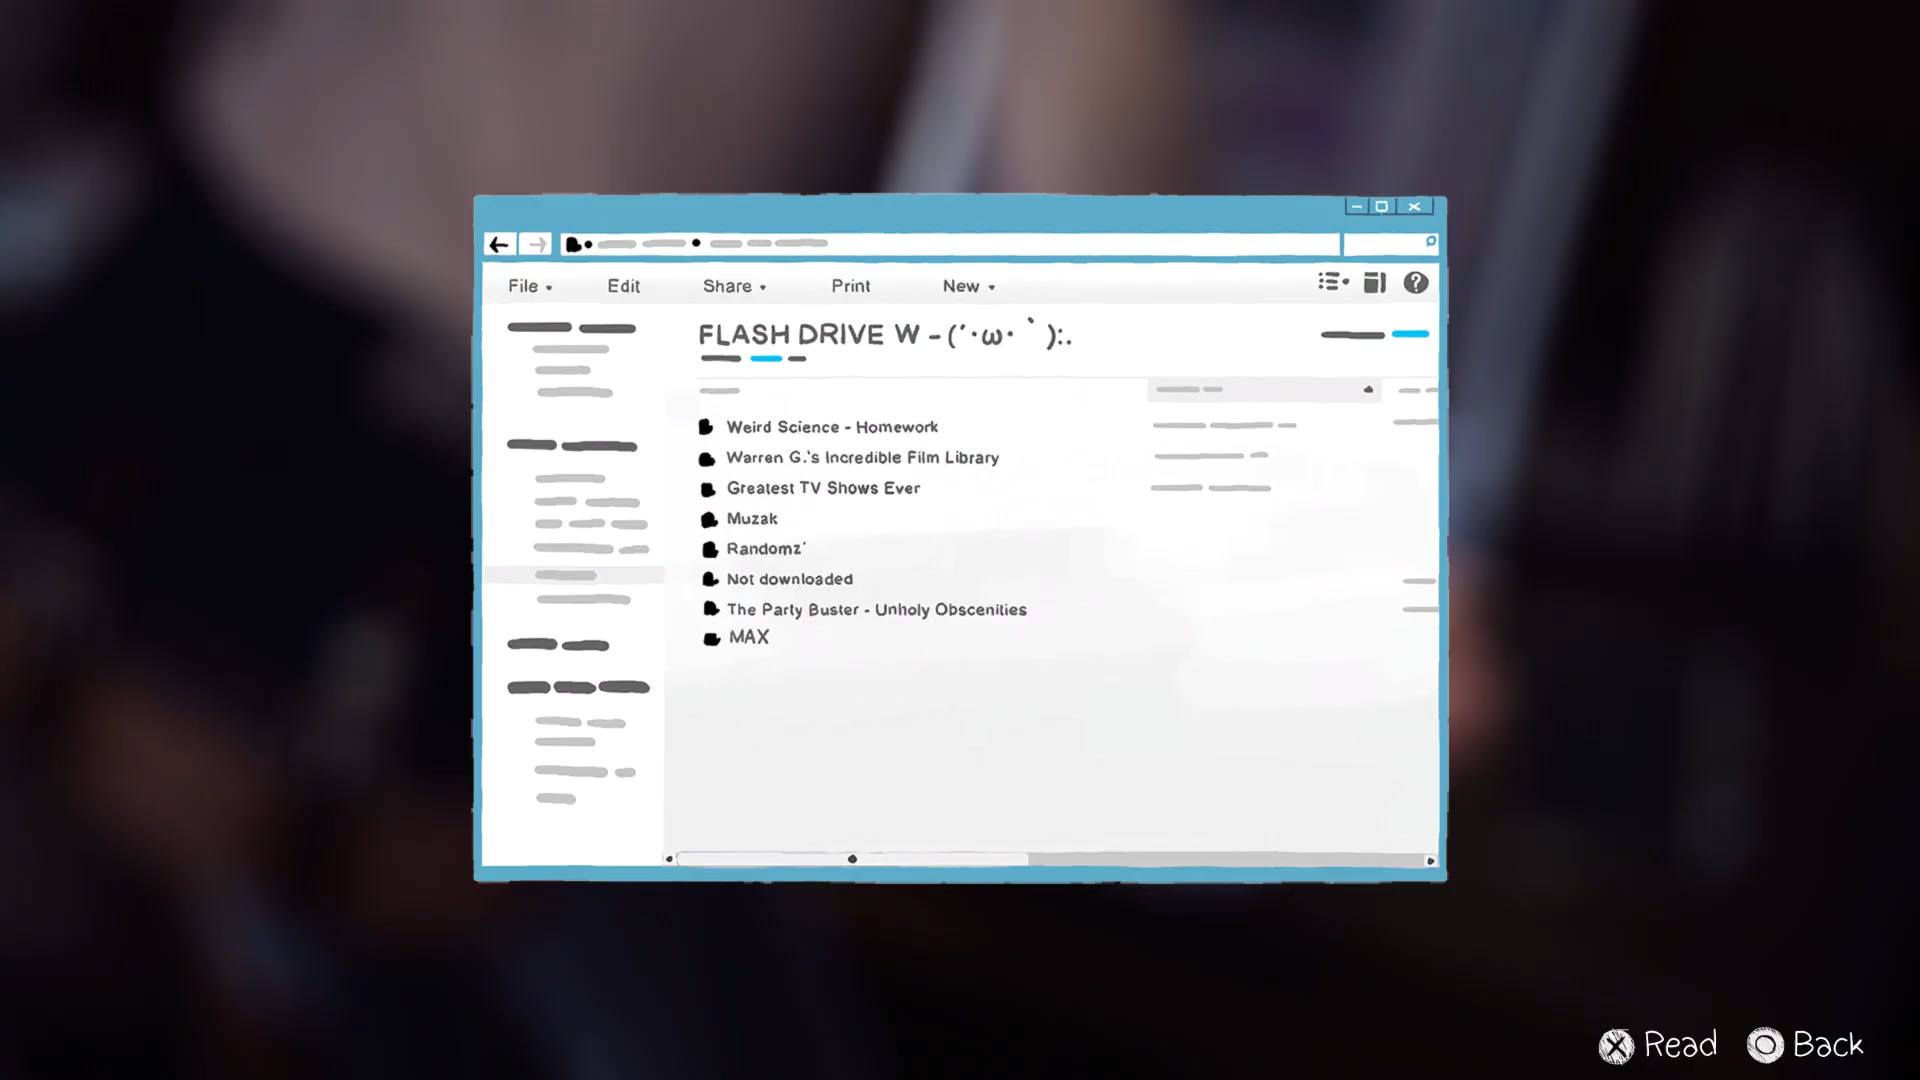 File Edit Share Print New
FLASH DRIVE W - (´･ω･｀):.
Weird Science - Homework
Warren G.'s Incredible Film Library
Greatest TV Shows Ever
Muzak
Randomz'
Not downloaded
The Party Buster - Unholy Obscenities
MAX
Read Back